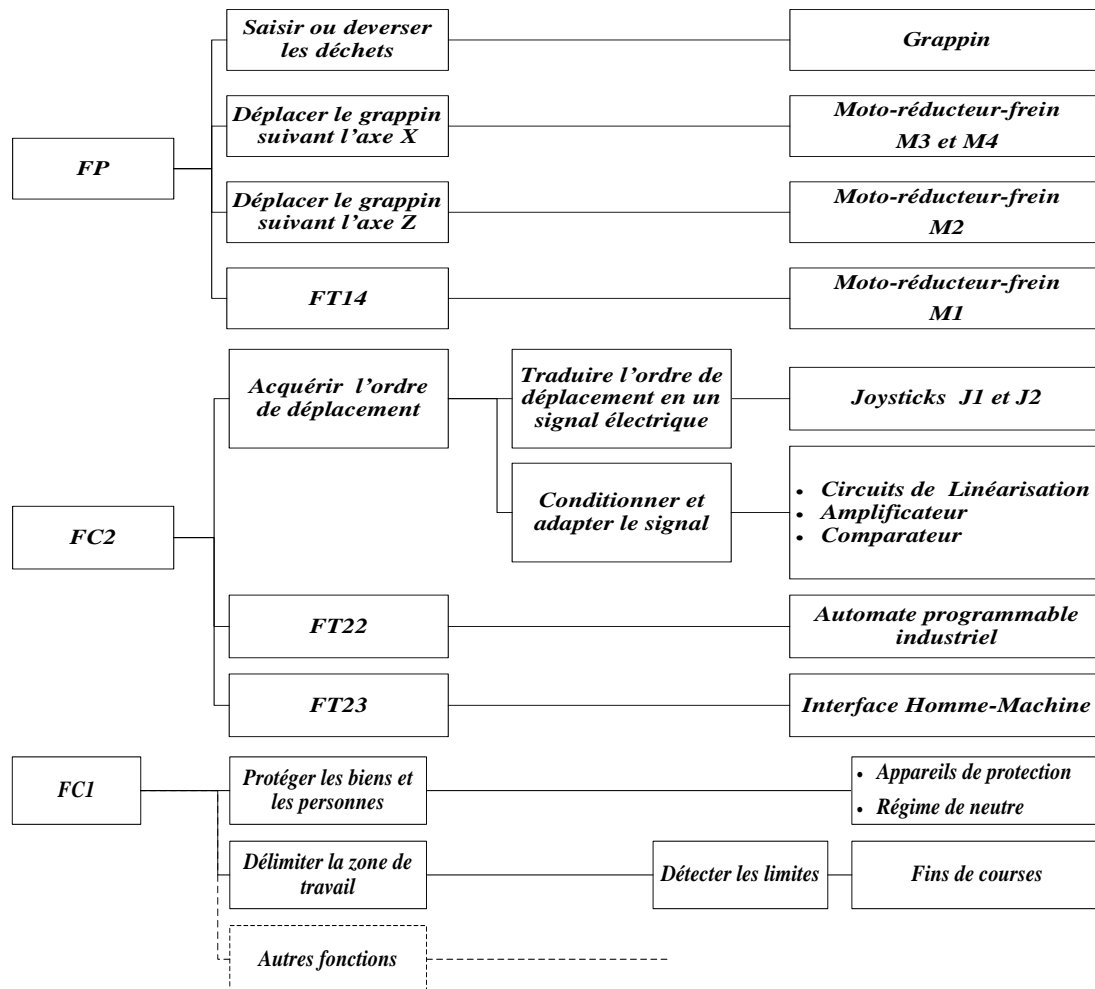 Saisir ou deverser
les déchets
Grappin
Déplacer le grappin
suivant l'axe X
Moto-réducteur-frein
M3 et M4
FP
Déplacer le grappin
suivant l'axe Z
Moto-réducteur-frein
M2
FT14
Moto-réducteur-frein
M1
Acquérir l'ordre
de déplacement
Traduire l'ordre de
déplacement en un
signal électrique
Joysticks J1 et J2
Conditionner et
adapter le signal
• Circuits de Linéarisation
• Amplificateur
• Comparateur
FC2
FT22
Automate programmable
industriel
FT23
Interface Homme-Machine
FC1
Protéger les biens et
les personnes
• Appareils de protection
• Régime de neutre
Délimiter la zone de
travail
Détecter les limites
Fins de courses
Autres fonctions